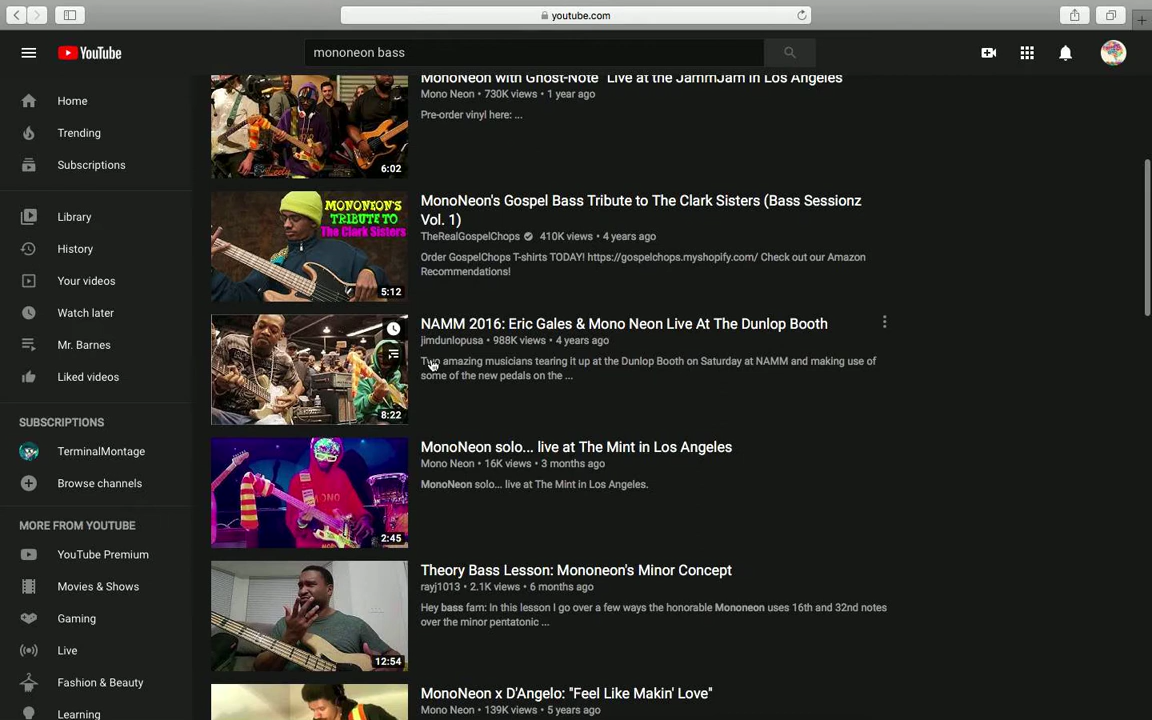 youtube.com
YouTube
mononeon bass
Home
Trending
Subscriptions
Library
History
Your videos
Watch later
Mr. Barnes
Liked videos
SUBSCRIPTIONS
TerminalMontage
Browse channels
MORE FROM YOUTUBE
YouTube Premium
Movies & Shows
Gaming
Live
Fashion & Beauty
Learning
6:02
MonoNeon with Ghost-Note "Live at the JammJam in Los Angeles
Mono Neon • 730K views • 1 year ago
Pre-order vinyl here: ...
MONONEON'S
TRIBUTE TO
The Clark Sisters
5:12
MonoNeon's Gospel Bass Tribute to The Clark Sisters (Bass Sessionz
Vol. 1)
TheRealGospelChops 410K views • 4 years ago
Order GospelChops T-shirts TODAY! https://gospelchops.myshopify.com/ Check out our Amazon
Recommendations!
8:22
NAMM 2016: Eric Gales & Mono Neon Live At The Dunlop Booth
jimdunlopusa • 988K views • 4 years ago
Two amazing musicians tearing it up at the Dunlop Booth on Saturday at NAMM and making use of
some of the new pedals on the ...
MONO
2:45
MonoNeon solo... live at The Mint in Los Angeles
Mono Neon • 16K views • 3 months ago
MonoNeon solo... live at The Mint in Los Angeles.
12:54
Theory Bass Lesson: Mononeon's Minor Concept
rayj1013 • 2.1K views • 6 months ago
Hey bass fam: In this lesson I go over a few ways the honorable Mononeon uses 16th and 32nd notes
over the minor pentatonic ...
MonoNeon x D'Angelo: "Feel Like Makin' Love"
Mono Neon • 139K views • 5 years ago